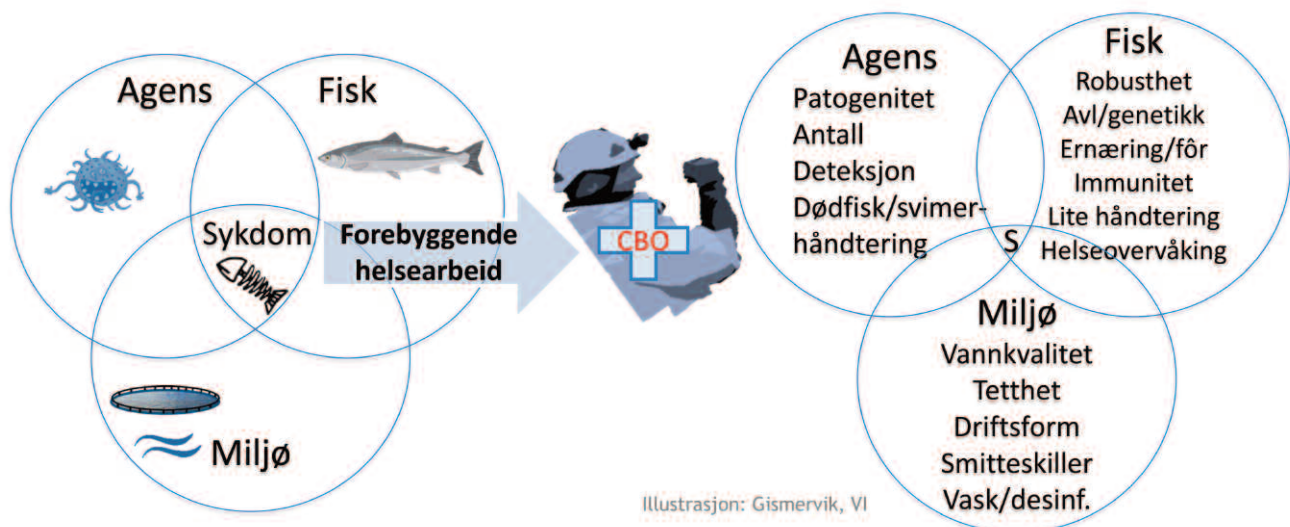 Agens
Fisk
Sykdom
Miljø
Forebyggende
helsearbeid
CBO
Agens
Patogenitet
Antall
Deteksjon
Dødfisk/svimer-
håndtering
Fisk
Robusthet
Avl/genetikk
Ernæring/fôr
Immunitet
Lite håndtering
Helseovervåking
S
Miljø
Vannkvalitet
Tetthet
Driftsform
Smitteskiller
Vask/desinf.
Illustrasjon: Gismervik, VI